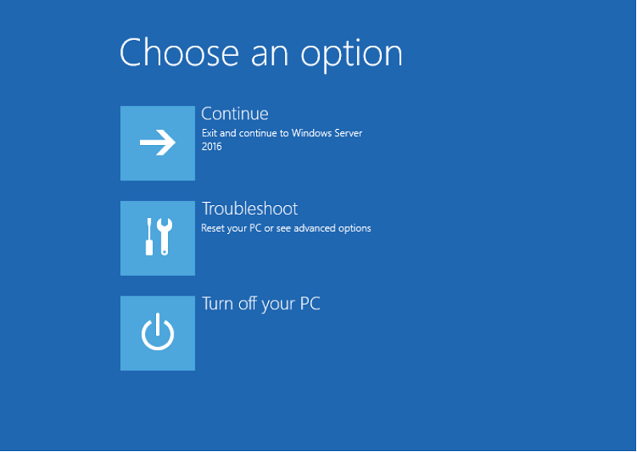 Choose an option
Continue
Exit and continue to Windows Server
2016
Troubleshoot
Reset your PC or see advanced options
Turn off your PC